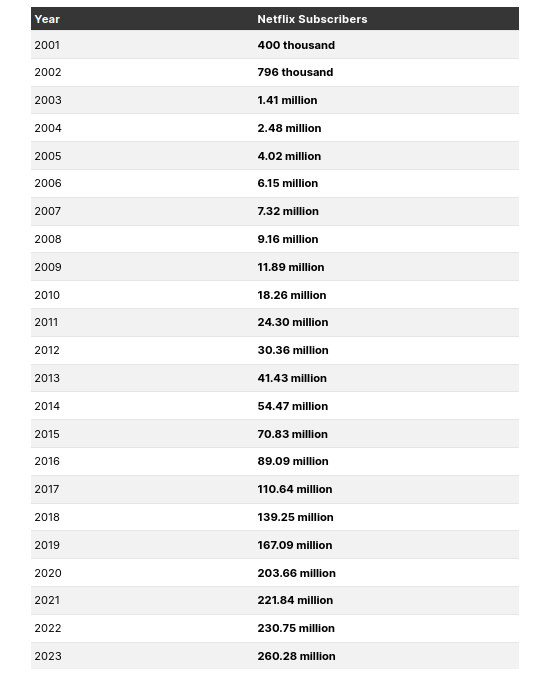 Year Netflix Subscribers
2001 400 thousand
2002 796 thousand
2003 1.41 million
2004 2.48 million
2005 4.02 million
2006 6.15 million
2007 7.32 million
2008 9.16 million
2009 11.89 million
2010 18.26 million
2011 24.30 million
2012 30.36 million
2013 41.43 million
2014 54.47 million
2015 70.83 million
2016 89.09 million
2017 110.64 million
2018 139.25 million
2019 167.09 million
2020 203.66 million
2021 221.84 million
2022 230.75 million
2023 260.28 million